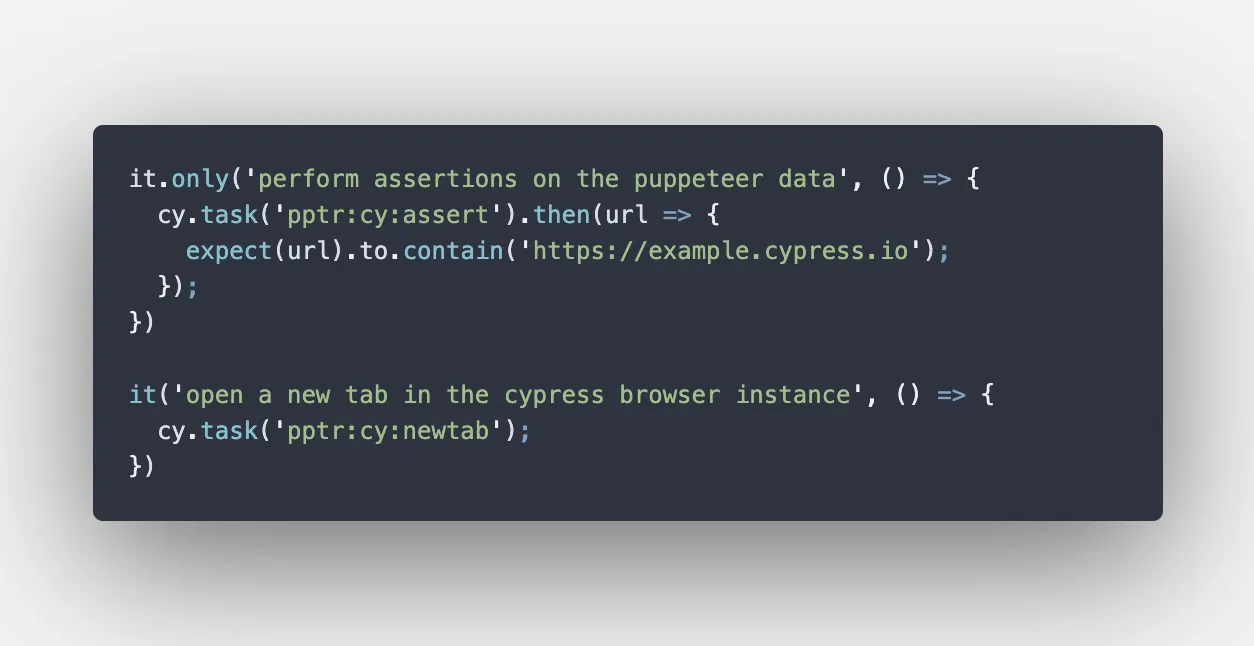 it.only('perform assertions on the puppeteer data', () => {
  cy.task('pptr:cy:assert').then(url => {
    expect(url).to.contain('https://example.cypress.io');
  });
})

it('open a new tab in the cypress browser instance', () => {
  cy.task('pptr:cy:newtab');
})